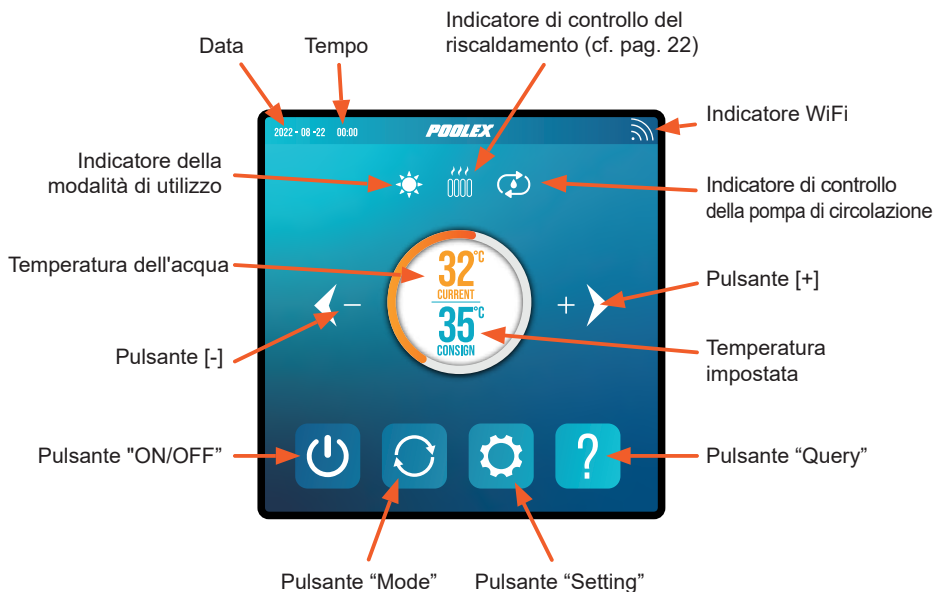 Indicatore di controllo del
riscaldamento (cf. pag. 22)
Data
Tempo
Indicatore WiFi
2022 - 08 -22 00:00
POOLEX
Indicatore della
modalità di utilizzo
Indicatore di controllo
della pompa di circolazione
Temperatura dell'acqua
32°C
CURRENT
35°C
CONSIGN
Pulsante [+]
-
+
Pulsante [-]
Temperatura
impostata
Pulsante "ON/OFF”
?
Pulsante “Query”
Pulsante “Mode”
Pulsante “Setting”